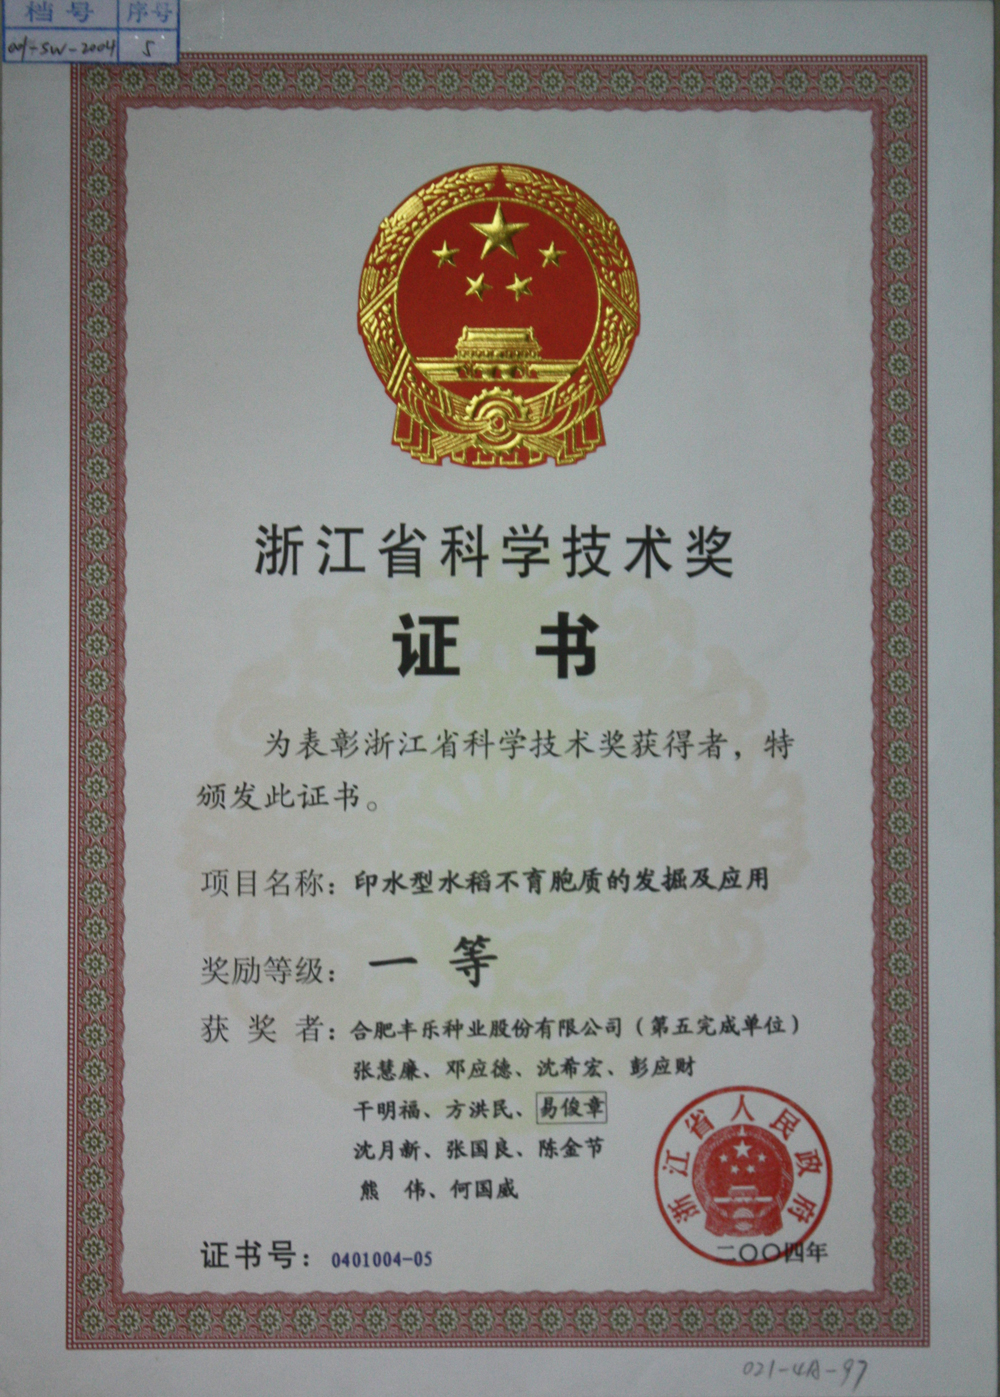 档号 序号
001-SW-2004 5
浙江省科学技术奖
证 书
为表彰浙江省科学技术奖获得者，特
颁发此证书。
项目名称：印水型水稻不育胞质的发掘及应用
奖励等级：一 等
获 奖 者：合肥丰乐种业股份有限公司（第五完成单位）
张慧廉、邓应德、沈希宏、彭应财
干明福、方洪民、易俊章
沈月新、张国良、陈金节
熊 伟、何国威
浙江省人民政府
二〇〇四年
证书号：0401004-05
021-4A-97